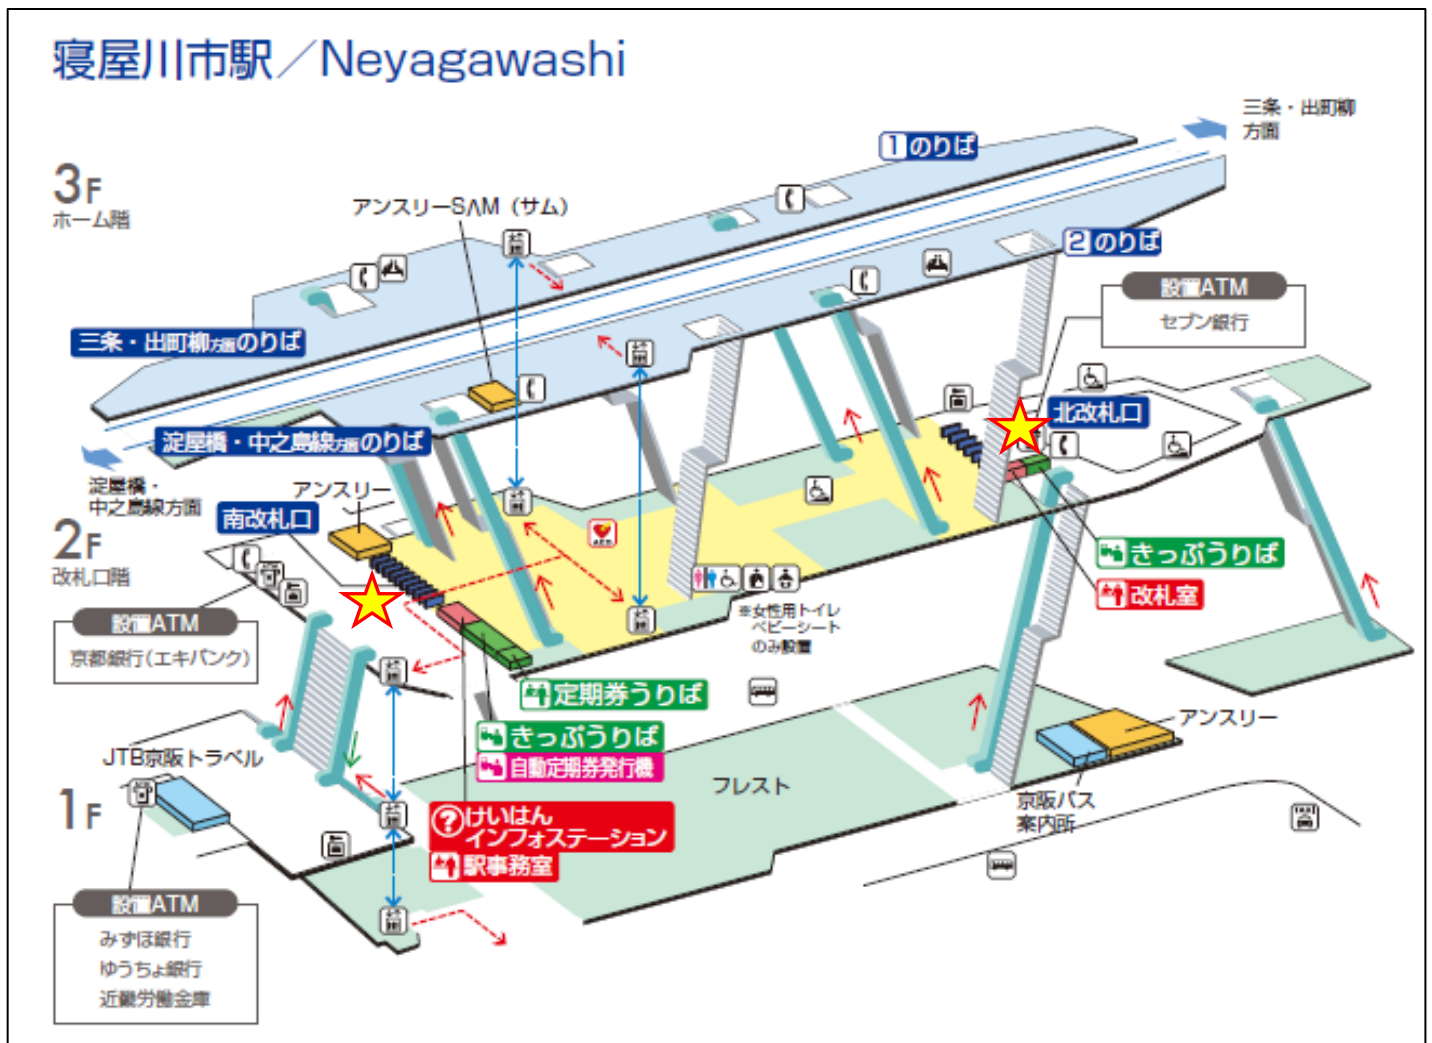 寝屋川市駅／Neyagawashi
三条・出町柳
方面
1 のりば
3F
ホーム階
アンスリーSAM（サム）
2 のりば
設置ATM
セブン銀行
三条・出町柳方面のりば
北改札口
淀屋橋・中之島線方面のりば
淀屋橋・
中之島線方面
アンスリー
南改札口
2F
改札口階
AED
きっぷうりば
改札室
※女性用トイレ
ベビーシート
のみ設置
設置ATM
京都銀行(エキバンク)
定期券うりば
アンスリー
きっぷうりば
自動定期券発行機
JTB京阪トラベル
フレスト
1F
京阪バス
案内所
TAXI
?けいはん
インフォステーション
駅事務室
設置ATM
みずほ銀行
ゆうちょ銀行
近畿労働金庫